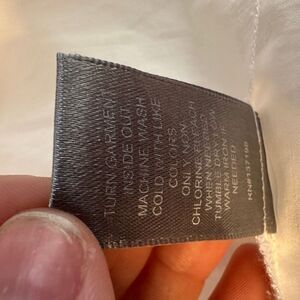 TURN GARMENT
INSIDE OUT
MACHINE WASH
COLD WITH LIKE
COLORS
ONLY NON
CHLORINE BLEACH
WHEN NEEDED
TUMBLE DRY LOW
WARM IRON IF
NEEDED